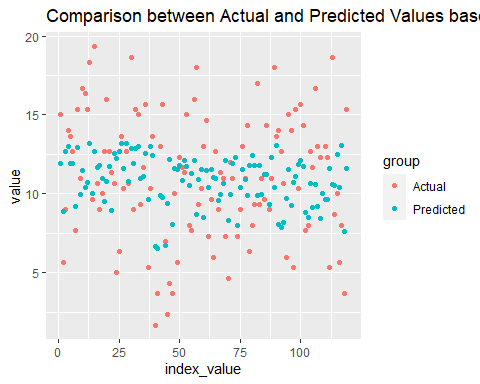 Comparison between Actual and Predicted Values
20
15
10
5
value
0
25
50
75
100
index_value
group
Actual
Predicted